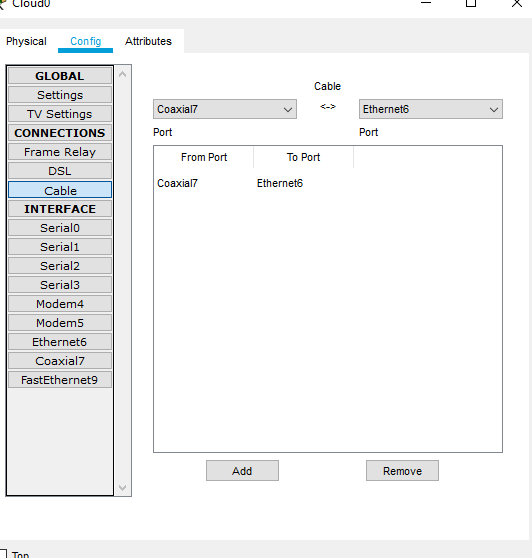 Cloud0
Physical
Config
Attributes
GLOBAL
Settings
TV Settings
CONNECTIONS
Frame Relay
DSL
Cable
INTERFACE
Serial0
Serial1
Serial2
Serial3
Modem4
Modem5
Ethernet6
Coaxial7
FastEthernet9
Cable
Coaxial7
<->
Ethernet6
Port
Port
From Port
To Port
Coaxial7
Ethernet6
Add
Remove
Top